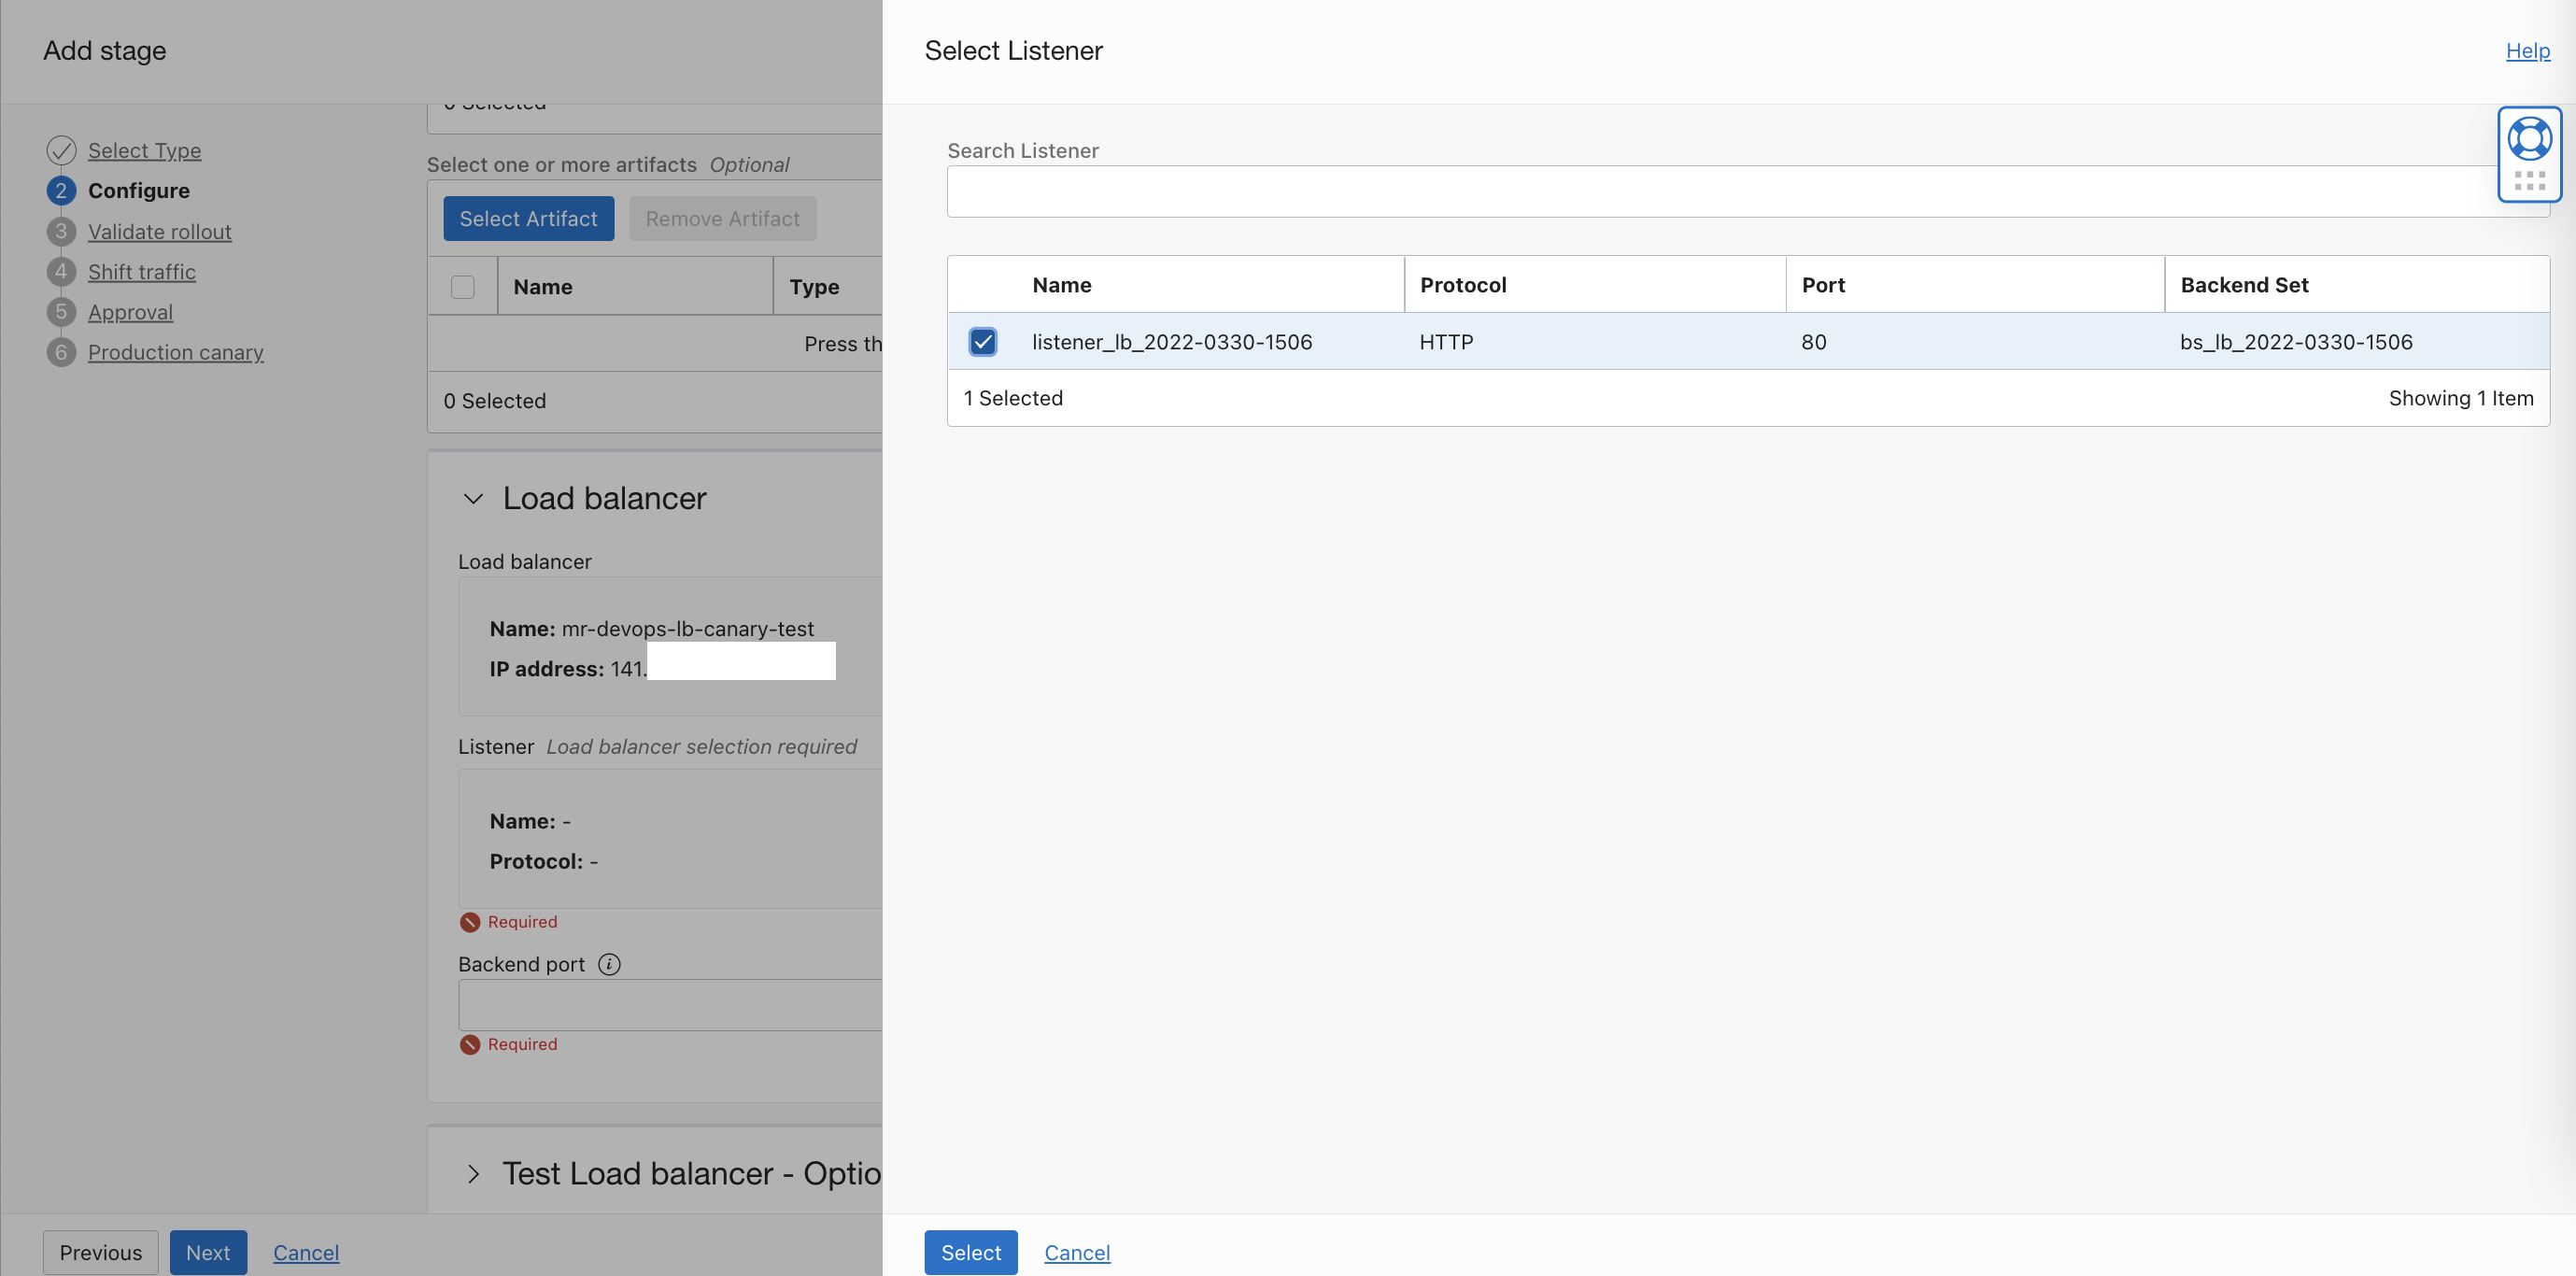 Add stage
Select Type
2 Configure
3 Validate rollout
4 Shift traffic
5 Approval
6 Production canary
0 Selected
Select one or more artifacts Optional
Select Artifact Remove Artifact
Name Type
Press th
0 Selected
Load balancer
Load balancer
Name: mr-devops-lb-canary-test
IP address: 141.
Listener Load balancer selection required
Name: -
Protocol: -
Required
Backend port i
Required
Test Load balancer - Optio
Previous Next Cancel
Select Listener
Help
Search Listener
Name Protocol Port Backend Set
listener_lb_2022-0330-1506 HTTP 80 bs_lb_2022-0330-1506
1 Selected Showing 1 Item
Select Cancel